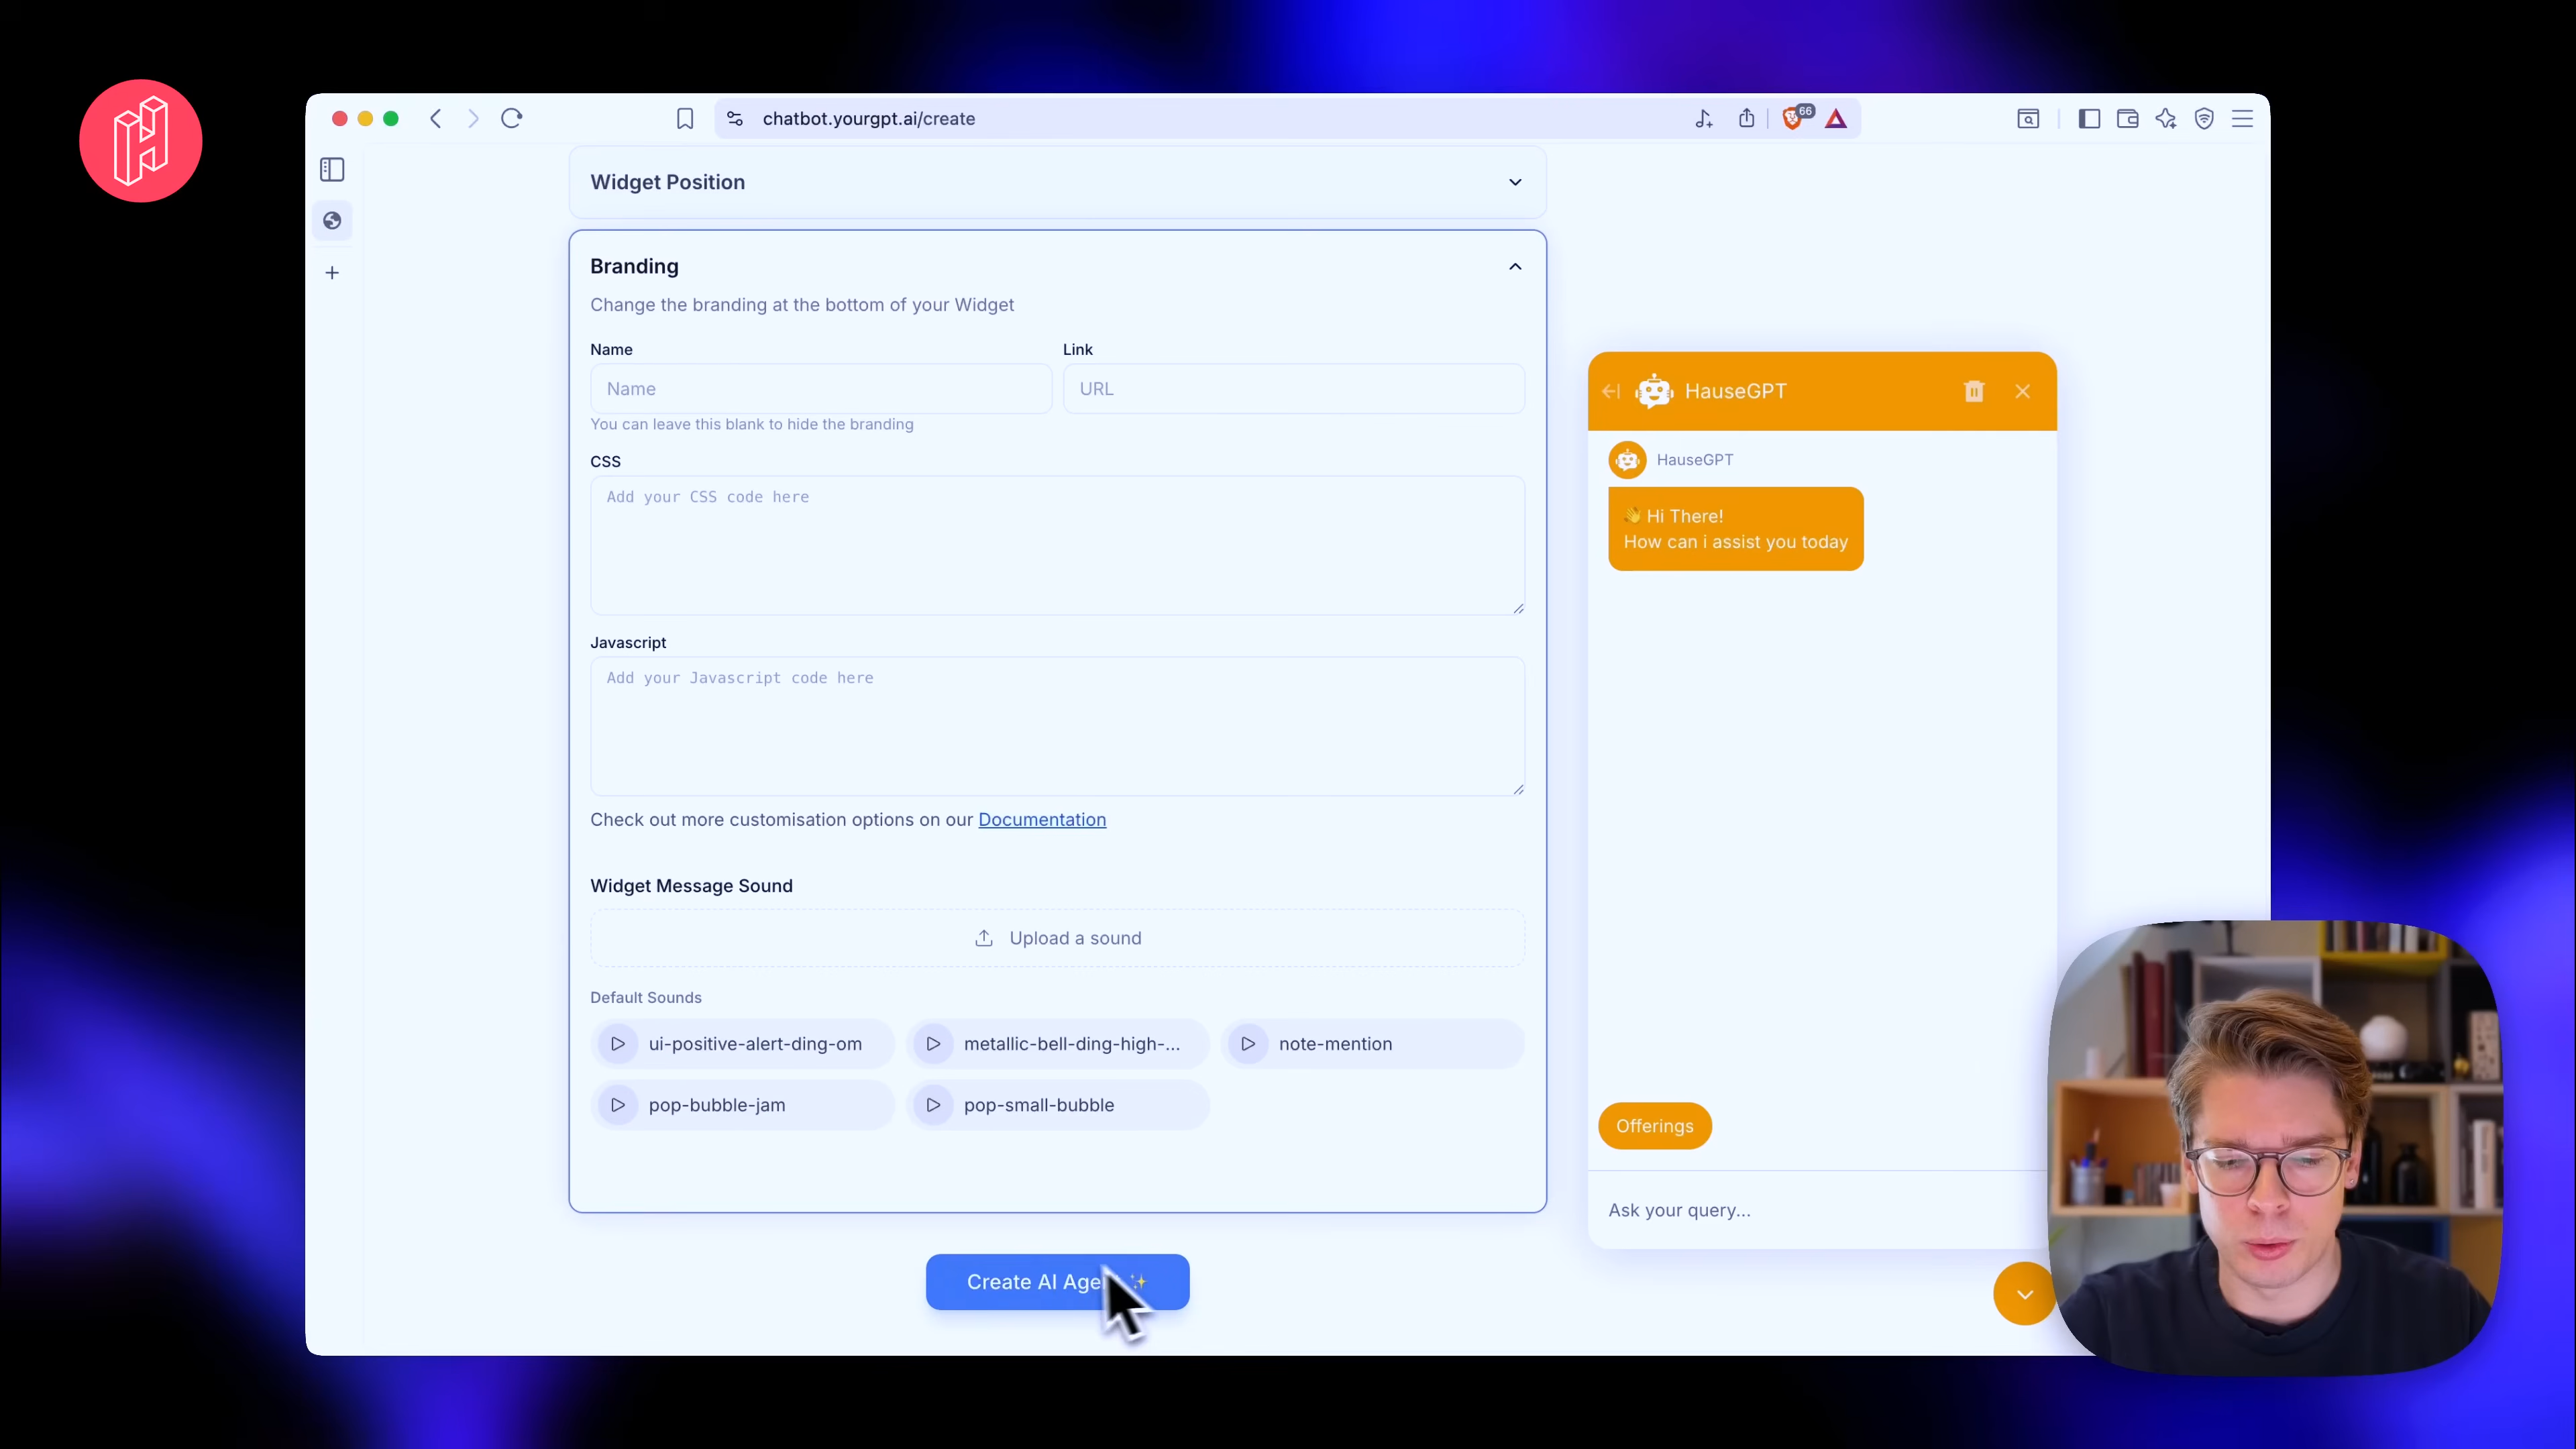 chatbot.yourgpt.ai/create
66
Widget Position
Branding
Change the branding at the bottom of your Widget
Name
Link
Name
URL
You can leave this blank to hide the branding
CSS
Add your CSS code here
Javascript
Add your Javascript code here
Check out more customisation options on our Documentation
Widget Message Sound
Upload a sound
Default Sounds
ui-positive-alert-ding-om
metallic-bell-ding-high-...
note-mention
pop-bubble-jam
pop-small-bubble
Create AI Age
HauseGPT
HauseGPT
👋 Hi There!
How can i assist you today
Offerings
Ask your query...